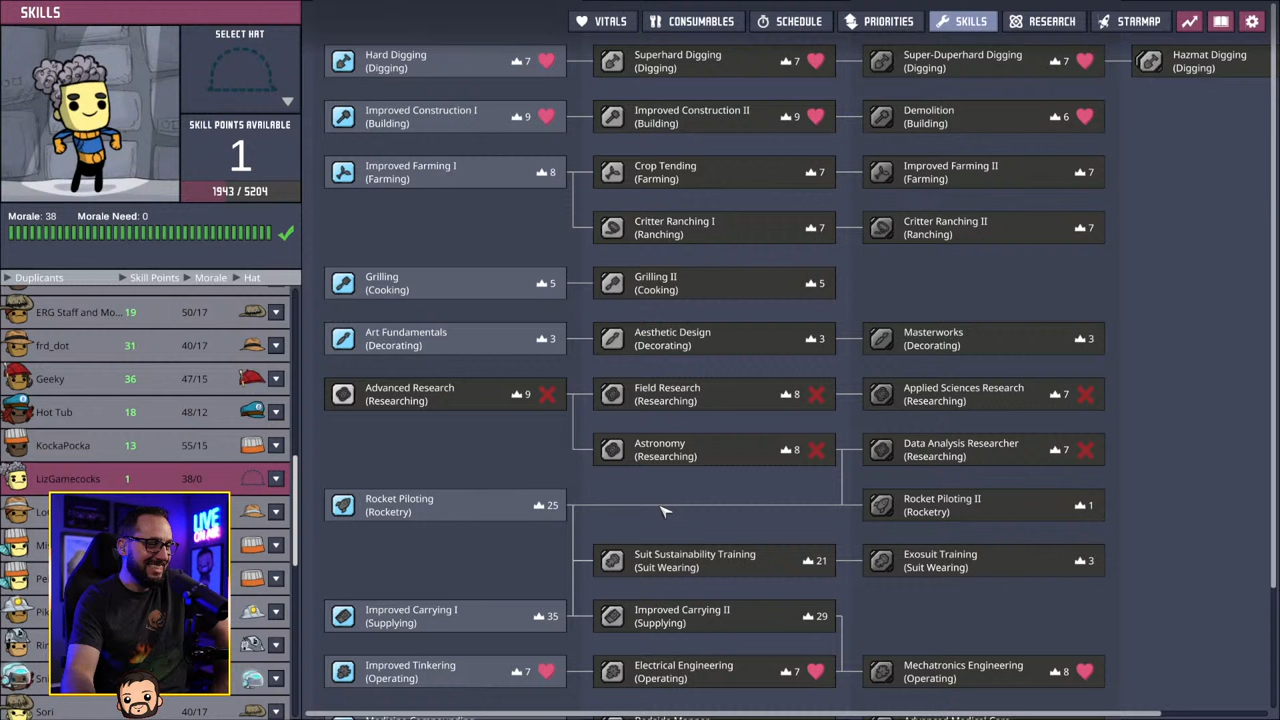 SKILLS
VITALS
CONSUMABLES
SCHEDULE
PRIORITIES
SKILLS
RESEARCH
STARMAP
SELECT HAT
SKILL POINTS
AVAILABLE
1
1943 / 5204
Morale: 38 Morale Need: 0
Duplicants Skill Points Morale Hat
ERG Staff and Mo... 19 50/17
frd_dot 31 40/17
Geeky 36 47/15
Hot Tub 18 48/12
KockaPocka 13 55/15
LizGamecocks 1 38/0
Sori 40/17
LIVE
ON AIR
Hard Digging
(Digging)
7
Superhard Digging
(Digging)
7
Super-Duperhard Digging
(Digging)
7
Hazmat Digging
(Digging)
Improved Construction I
(Building)
9
Improved Construction II
(Building)
9
Demolition
(Building)
6
Improved Farming I
(Farming)
8
Crop Tending
(Farming)
7
Improved Farming II
(Farming)
7
Critter Ranching I
(Ranching)
7
Critter Ranching II
(Ranching)
7
Grilling
(Cooking)
5
Grilling II
(Cooking)
5
Art Fundamentals
(Decorating)
3
Aesthetic Design
(Decorating)
3
Masterworks
(Decorating)
3
Advanced Research
(Researching)
9
Field Research
(Researching)
8
Applied Sciences Research
(Researching)
7
Astronomy
(Researching)
8
Data Analysis Researcher
(Researching)
7
Rocket Piloting
(Rocketry)
25
Rocket Piloting II
(Rocketry)
1
Suit Sustainability Training
(Suit Wearing)
21
Exosuit Training
(Suit Wearing)
3
Improved Carrying I
(Supplying)
35
Improved Carrying II
(Supplying)
29
Improved Tinkering
(Operating)
7
Electrical Engineering
(Operating)
7
Mechatronics Engineering
(Operating)
8